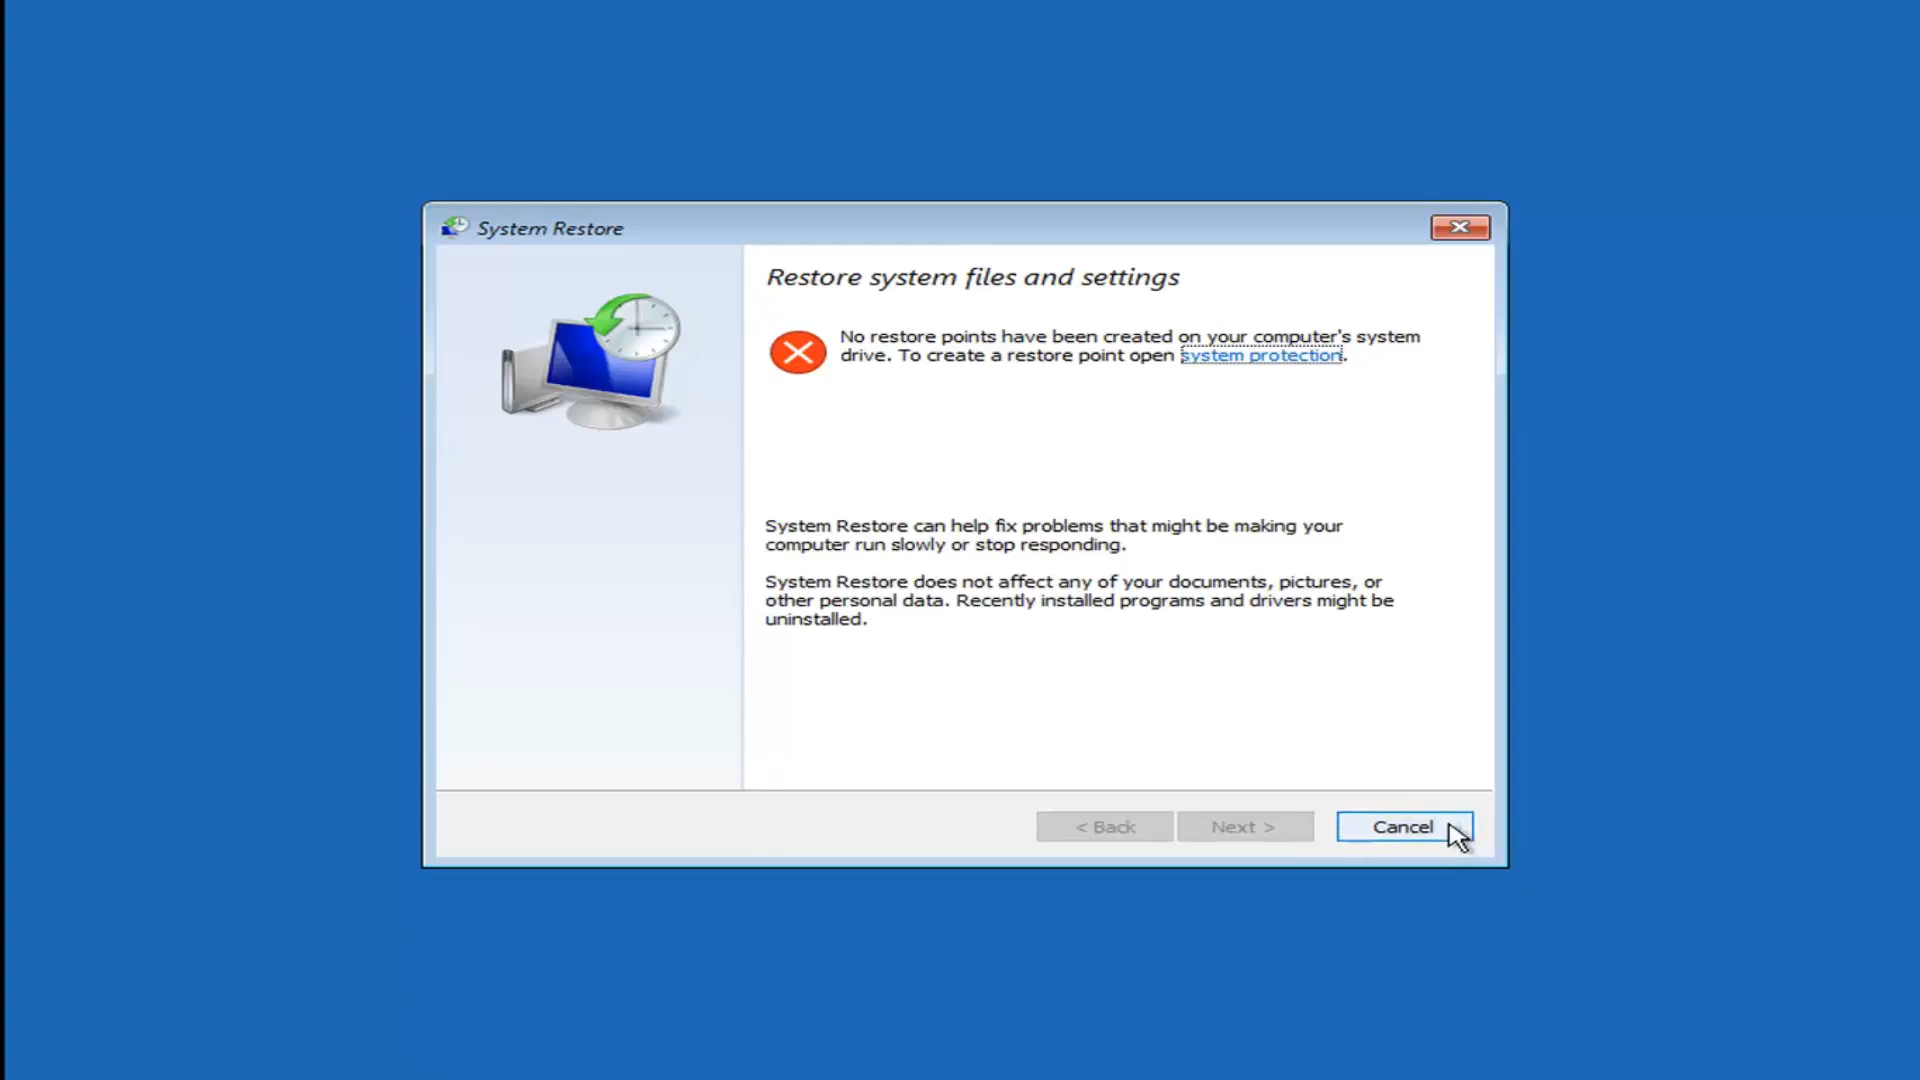 System Restore
Restore system files and settings
No restore points have been created on your computer's system
drive. To create a restore point open system protection.
System Restore can help fix problems that might be making your
computer run slowly or stop responding.
System Restore does not affect any of your documents, pictures, or
other personal data. Recently installed programs and drivers might be
uninstalled.
< Back Next > Cancel